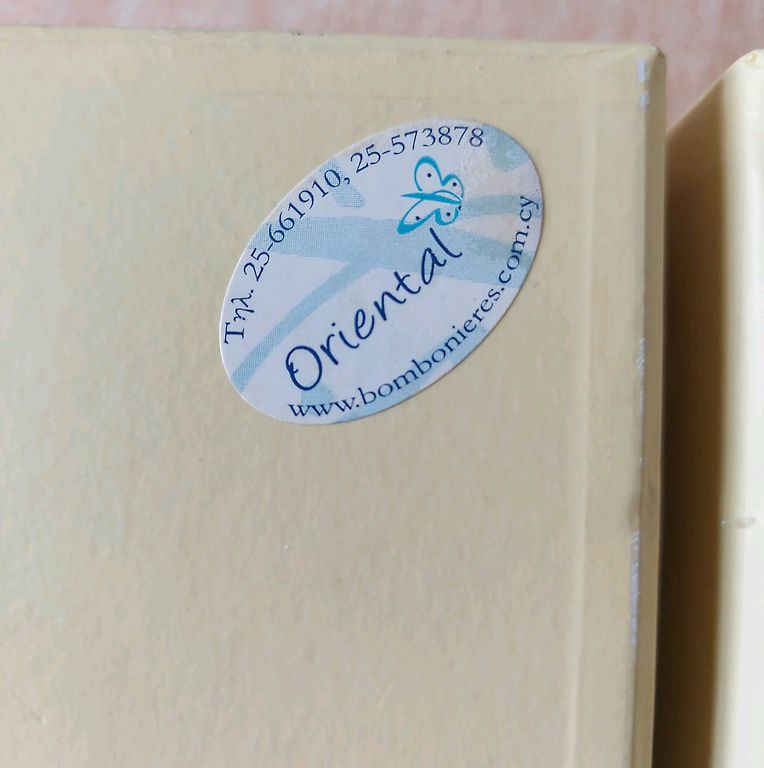 Τηλ. 25-661910, 25-573878
Oriental
www.bombonieres.com.cy